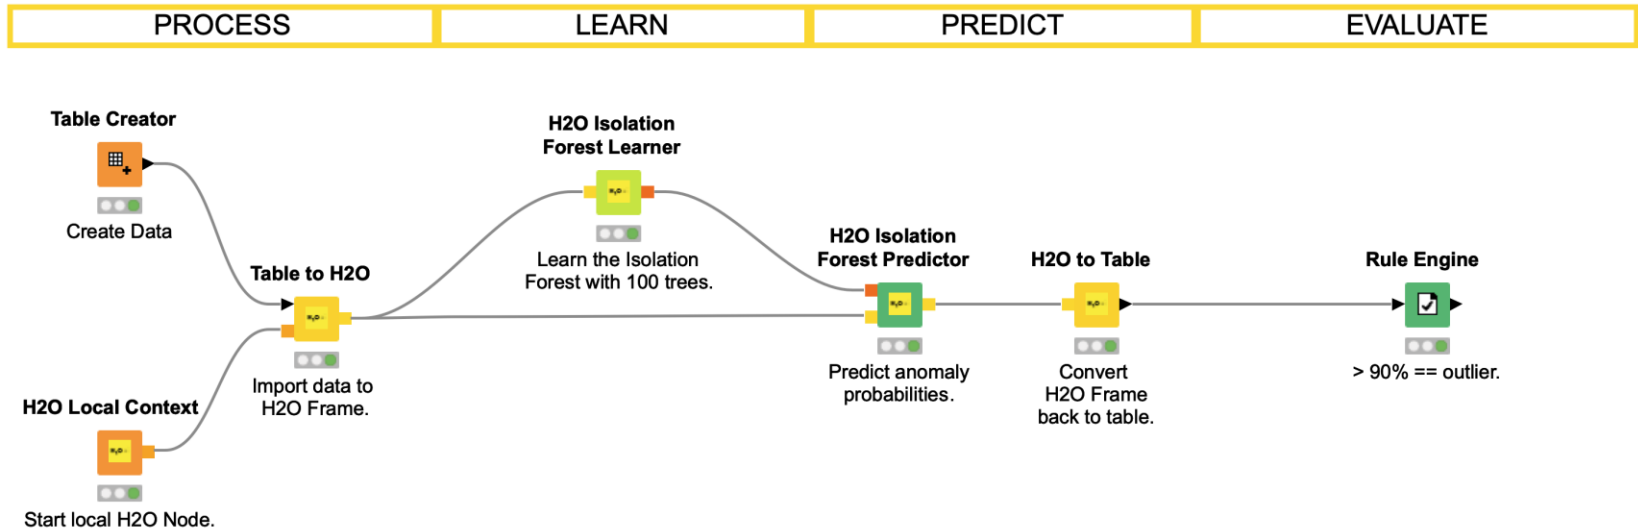 PROCESS
LEARN
PREDICT
EVALUATE
Table Creator
Create Data
H2O Local Context
Start local H2O Node.
Table to H2O
Import data to
H2O Frame.
H2O Isolation
Forest Learner
Learn the Isolation
Forest with 100 trees.
H2O Isolation
Forest Predictor
Predict anomaly
probabilities.
H2O to Table
Convert
H2O Frame
back to table.
Rule Engine
> 90% == outlier.